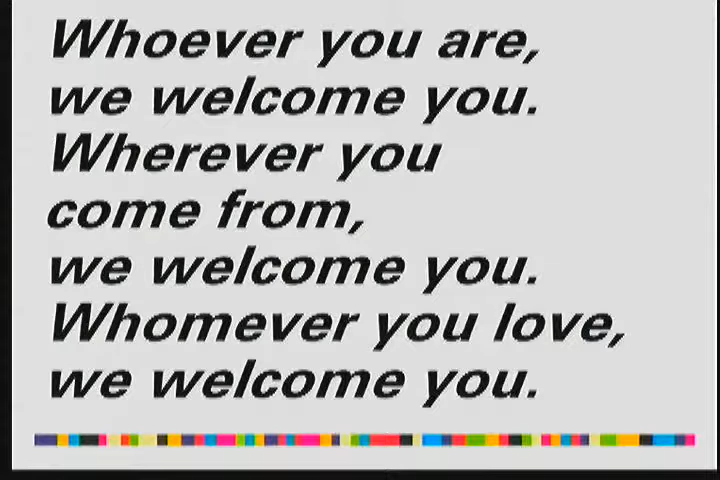 Whoever you are,
we welcome you.
Wherever you
come from,
we welcome you.
Whomever you love,
we welcome you.